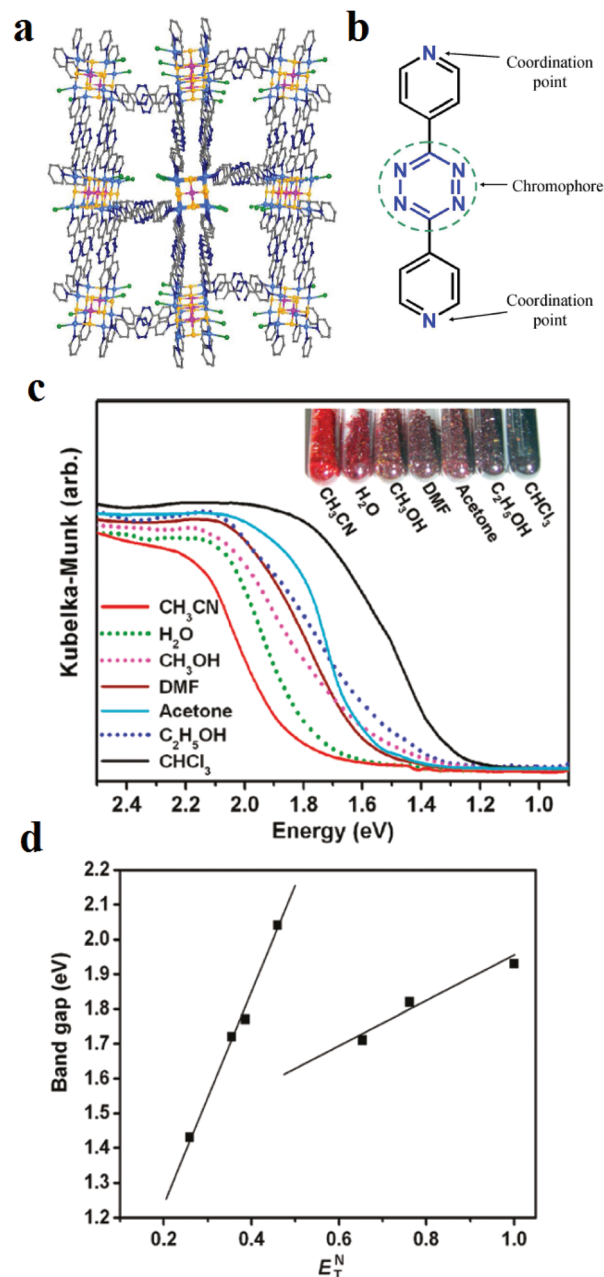 a
b
N
Coordination
point
N N
N N
Chromophore
N
Coordination
point
c
Kubelka-Munk (arb.)
CH₃CN
H₂O
CH₃OH
DMF
Acetone
C₂H₅OH
CHCl₃
CH₃CN
H₂O
CH₃OH
DMF
Acetone
C₂H₅OH
CHCl₃
2.4 2.2 2.0 1.8 1.6 1.4 1.2 1.0
Energy (eV)
d
Band gap (eV)
2.2
2.1
2.0
1.9
1.8
1.7
1.6
1.5
1.4
1.3
1.2
0.2 0.4 0.6 0.8 1.0
E_T^N